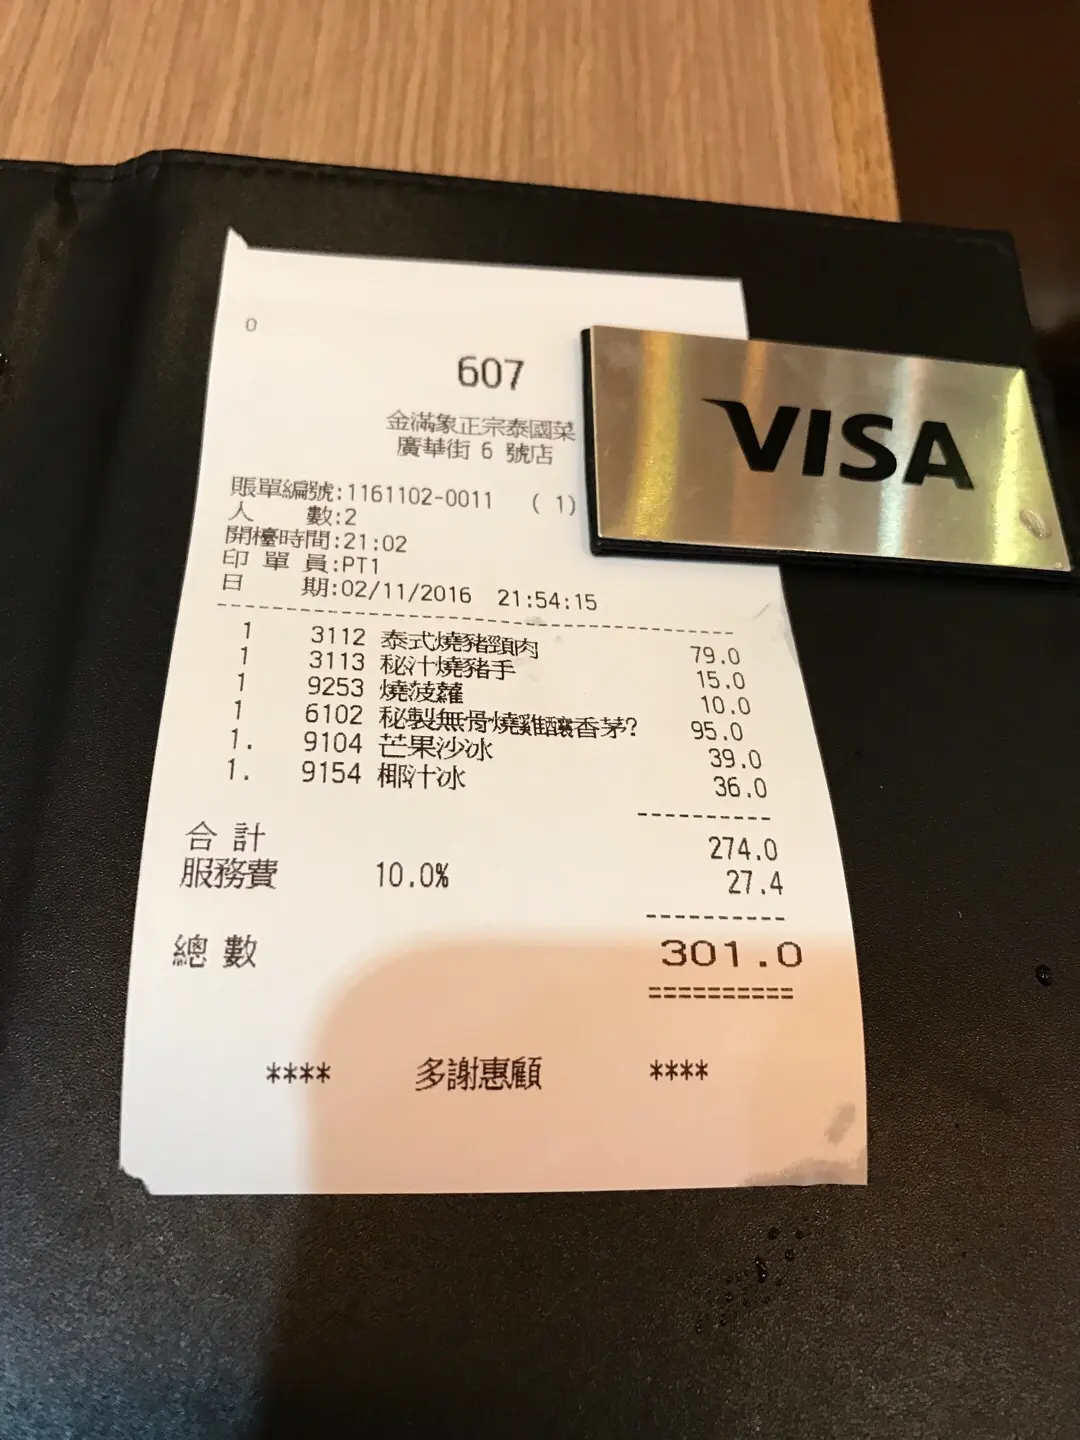 0
607
金滿象正宗泰國菜
廣華街 6 號店
VISA
賬單編號:1161102-0011 ( 1)
人 數:2
開檯時間:21:02
印 單 員:PT1
日 期:02/11/2016 21:54:15
1 3112 泰式燒豬頸肉 79.0
1 3113 秘汁燒豬手 15.0
1 9253 燒菠蘿 10.0
1 6102 秘製無骨燒雞釀香茅? 95.0
1. 9104 芒果沙冰 39.0
1. 9154 椰汁冰 36.0
合 計 274.0
服務費 10.0% 27.4
總 數 301.0
**** 多謝惠顧 ****